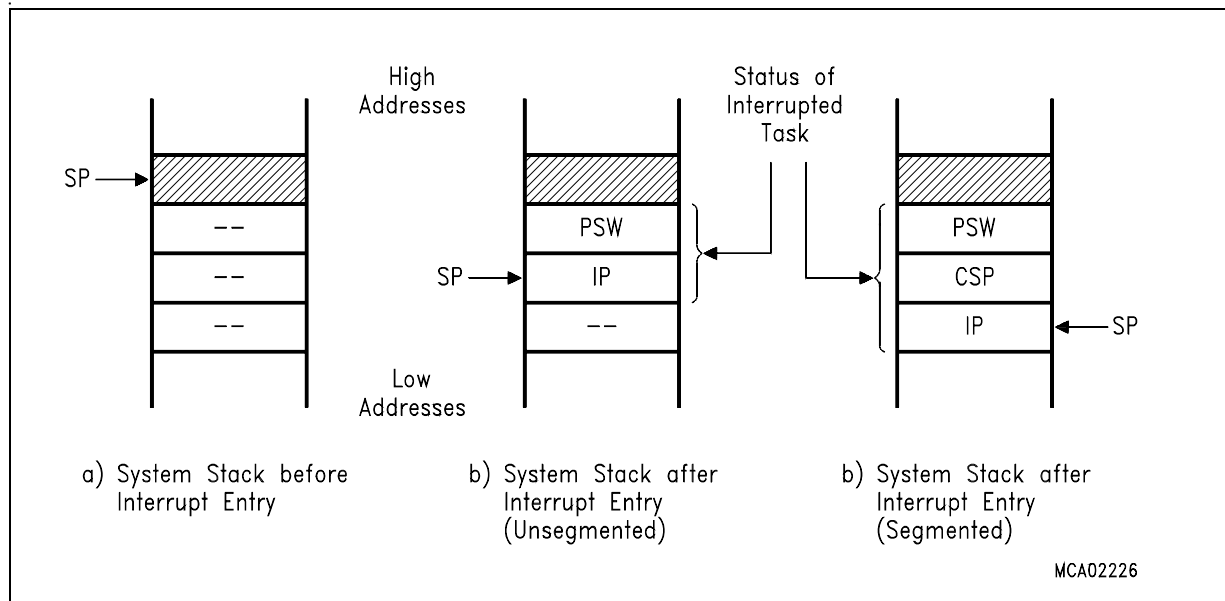 High
Addresses
Status of
Interrupted
Task
SP
--
--
--
SP
PSW
IP
--
PSW
CSP
IP
SP
Low
Addresses
a) System Stack before
Interrupt Entry
b) System Stack after
Interrupt Entry
(Unsegmented)
b) System Stack after
Interrupt Entry
(Segmented)
MCA02226